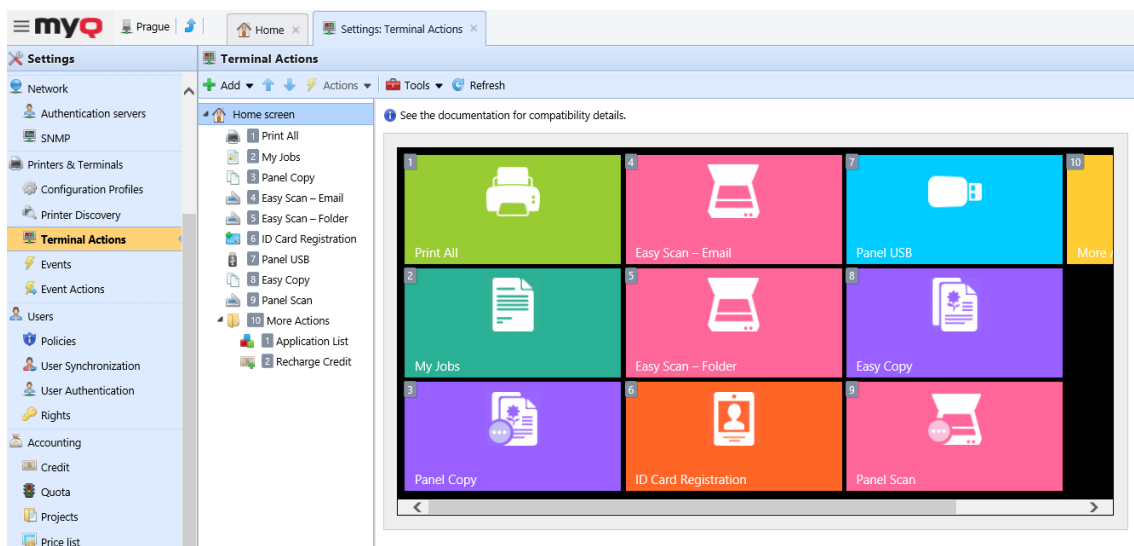 myQ Prague
Home
Settings: Terminal Actions
Settings
Network
Authentication servers
SNMP
Printers & Terminals
Configuration Profiles
Printer Discovery
Terminal Actions
Events
Event Actions
Users
Policies
User Synchronization
User Authentication
Rights
Accounting
Credit
Quota
Projects
Price list
Terminal Actions
Add Actions Tools Refresh
Home screen
1 Print All
2 My Jobs
3 Panel Copy
4 Easy Scan – Email
5 Easy Scan – Folder
6 ID Card Registration
7 Panel USB
8 Easy Copy
9 Panel Scan
10 More Actions
1 Application List
2 Recharge Credit
See the documentation for compatibility details.
1
Print All
4
Easy Scan – Email
7
Panel USB
10
More
2
My Jobs
5
Easy Scan – Folder
8
Easy Copy
3
Panel Copy
6
ID Card Registration
9
Panel Scan